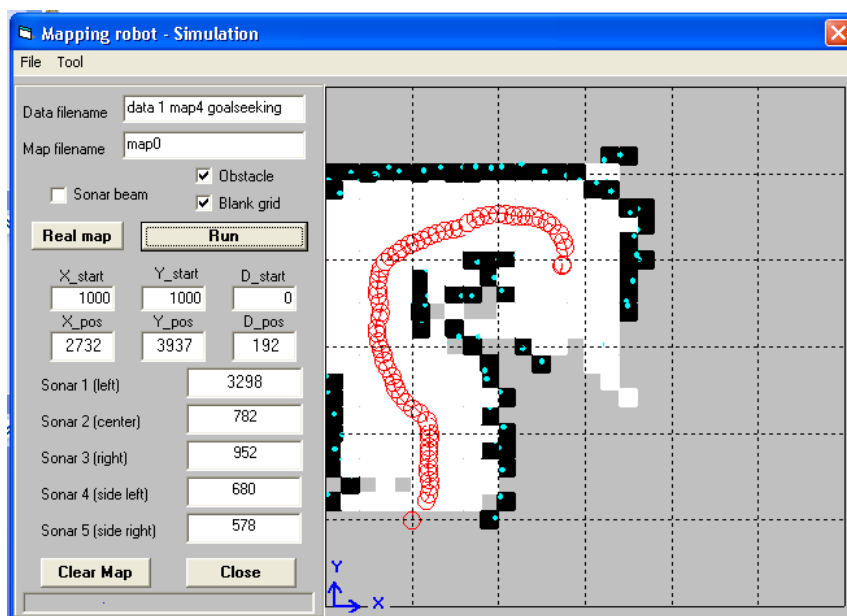 Mapping robot - Simulation
File Tool
Data filename data 1 map4 goalseeking
Map filename map0
Sonar beam
Obstacle
Blank grid
Real map Run
X_start Y_start D_start
1000 1000 0
X_pos Y_pos D_pos
2732 3937 192
Sonar 1 (left) 3298
Sonar 2 (center) 782
Sonar 3 (right) 952
Sonar 4 (side left) 680
Sonar 5 (side right) 578
Clear Map Close
Y
X